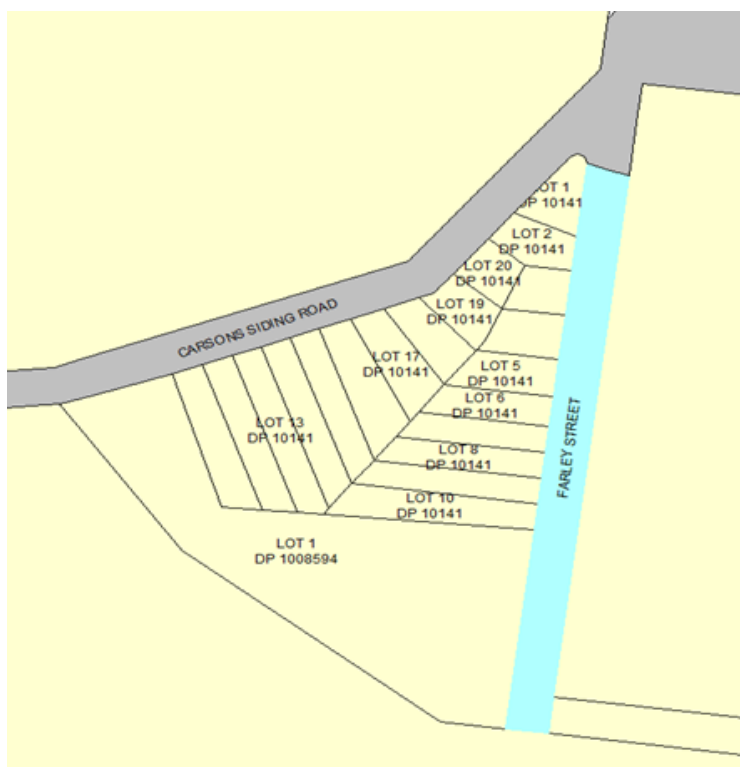 LOT 1
DP 10141
LOT 2
DP 10141
LOT 20
DP 10141
LOT 19
DP 10141
CARSONS SIDING ROAD
LOT 17
DP 10141
LOT 5
DP 10141
LOT 6
DP 10141
LOT 13
DP 10141
LOT 8
DP 10141
FARLEY STREET
LOT 10
DP 10141
LOT 1
DP 1008594